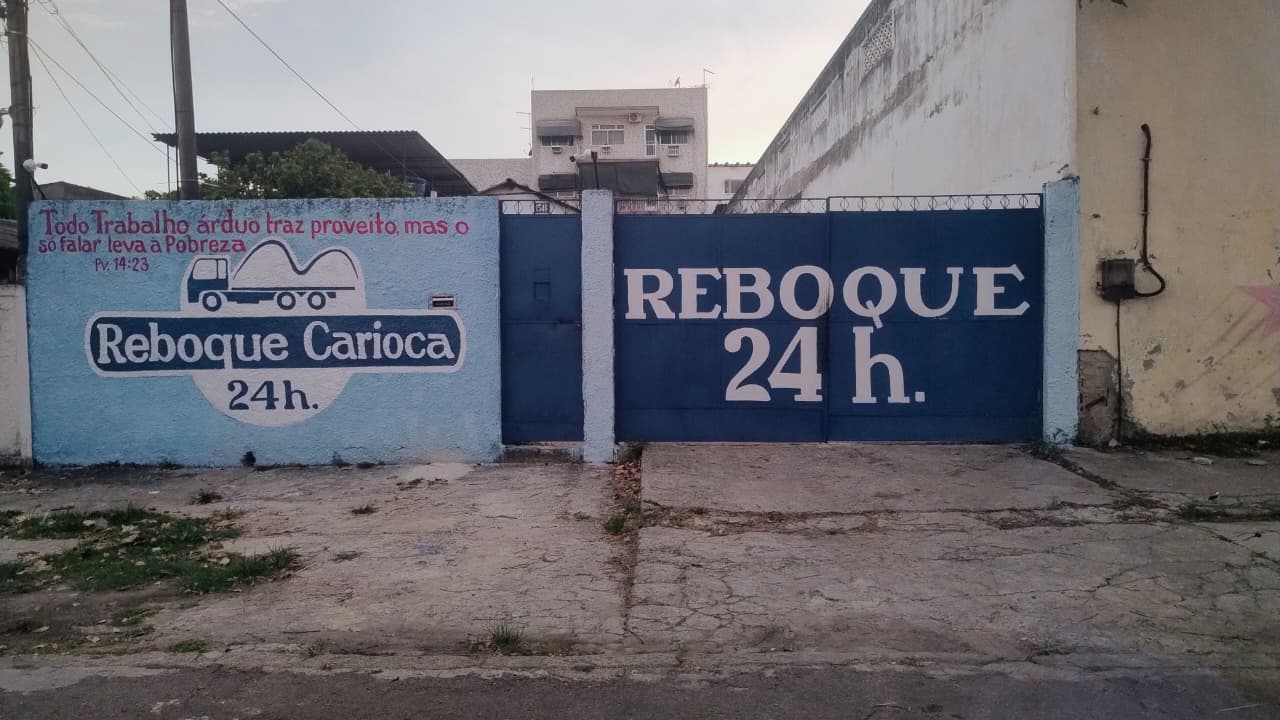 Todo Trabalho árduo traz proveito, mas o
só falar leva à Pobreza
Pv. 14:23
Reboque Carioca
24h.
REBOQUE
24 h.